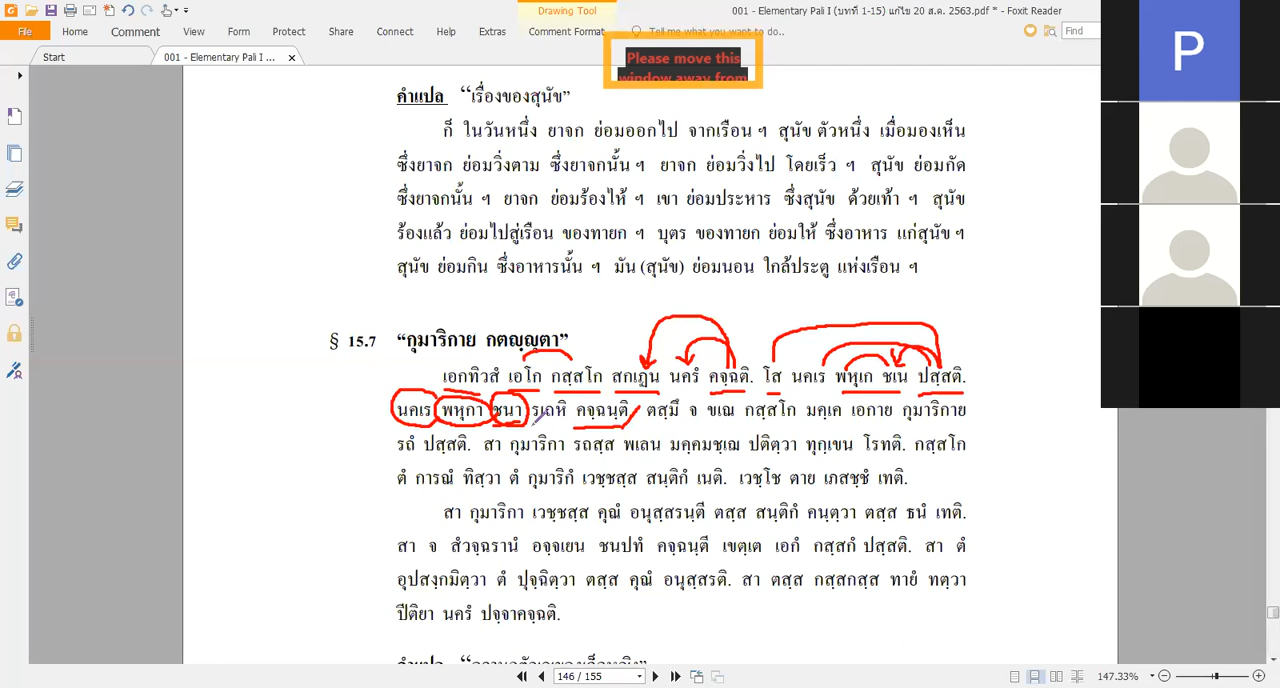 Drawing Tool
001 - Elementary Pali I (บทที่ 1-15) แก้ไข 20 ส.ค. 2563.pdf * - Foxit Reader
File Home Comment View Form Protect Share Connect Help Extras Comment Format Tell me what you want to do.. Find
Please move this
window away from
Start 001 - Elementary Pali I ...
P
คำแปล “เรื่องของสุนัข”
ก็ ในวันหนึ่ง ยาจก ย่อมออกไป จากเรือน ฯ สุนัข ตัวหนึ่ง เมื่อมองเห็น
ซึ่งยาจก ย่อมวิ่งตาม ซึ่งยาจกนั้น ฯ ยาจก ย่อมวิ่งไป โดยเร็ว ฯ สุนัข ย่อมกัด
ซึ่งยาจกนั้น ฯ ยาจก ย่อมร้องไห้ ฯ เขา ย่อมประหาร ซึ่งสุนัข ด้วยเท้า ฯ สุนัข
ร้องแล้ว ย่อมไปสู่เรือน ของทายก ฯ บุตร ของทายก ย่อมให้ ซึ่งอาหาร แก่สุนัข ฯ
สุนัข ย่อมกิน ซึ่งอาหารนั้น ฯ มัน (สุนัข) ย่อมนอน ใกล้ประตู แห่งเรือน ฯ
§ 15.7 “กุมาริกาย กตญฺญุตา”
เอกทิวสํ เอโก กสฺสโก สกเฏน นครํ คจฺฉติ. โส นคเร พหุเก ชเน ปสฺสติ.
นคเร พหุกา ชนา รเถหิ คจฺฉนฺติ, ตสฺมึ จ ขเณ กสฺสโก มคฺเค เอกาย กุมาริกาย
รถํ ปสฺสติ. สา กุมาริกา รถสฺส พเลน มคฺคมชฺเฌ ปติตฺวา ทุกฺเขน โรทติ. กสฺสโก
ตํ การณํ ทิสฺวา ตํ กุมาริกํ เวชฺชสฺส สนฺติกํ เนติ. เวชฺโช ตาย เภสชฺชํ เทติ.
สา กุมาริกา เวชฺชสฺส คุณํ อนุสฺสรนฺตี ตสฺส สนฺติกํ คนฺตฺวา ตสฺส ธนํ เทติ.
สา จ สํวจฺฉรานํ อจฺจเยน ชนปทํ คจฺฉนฺตี เขตฺเต เอกํ กสฺสกํ ปสฺสติ. สา ตํ
อุปสงฺกมิตฺวา ตํ ปุจฺฉิตฺวา ตสฺส คุณํ อนุสฺสรติ. สา ตสฺส กสฺสกสฺส ทายํ ทตฺวา
ปีติยา นครํ ปจฺจาคจฺฉติ.
คำแปล
146 / 155
147.33%